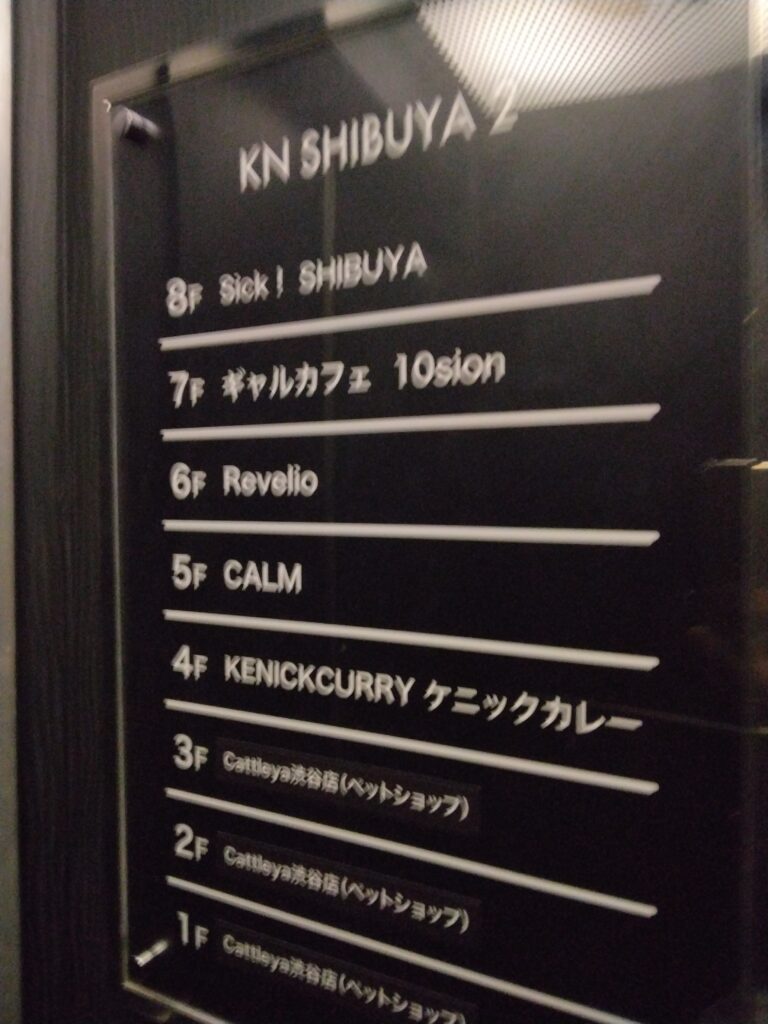 KN SHIBUYA 2
8F Sick! SHIBUYA
7F ギャルカフェ 10sion
6F Revelio
5F CALM
4F KENICKCURRY ケニックカレー
3F Cattleya渋谷店(ペットショップ)
2F Cattleya渋谷店(ペットショップ)
1F Cattleya渋谷店(ペットショップ)